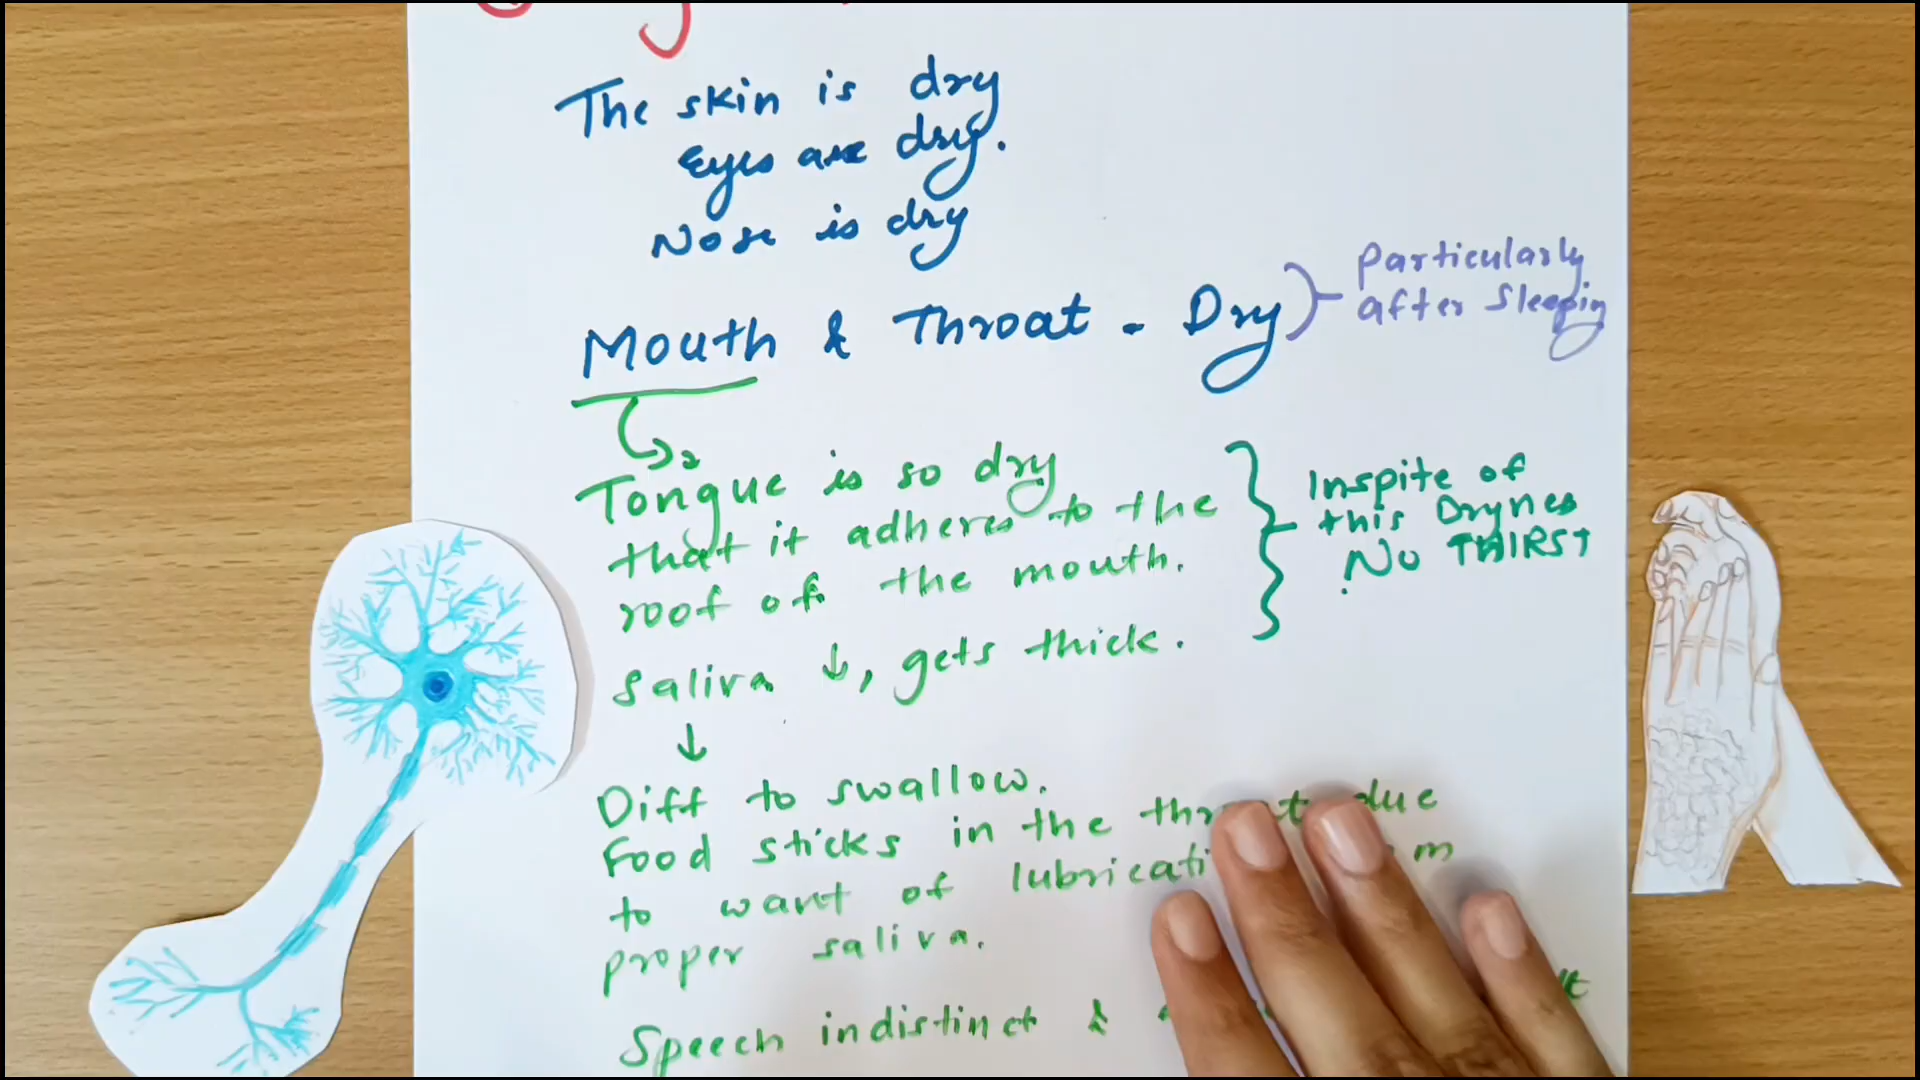 The skin is dry
Eyes are dry.
Nose is dry
Mouth & Throat - Dry
Particularly
after Sleeping
Tongue is so dry
that it adheres to the
roof of the mouth.
Inspite of
this Drynes
No THIRST
Saliva ↓, gets thick.
↓
Diff to swallow.
Food sticks in the due
to want of
proper saliva.
Speech indistinct &